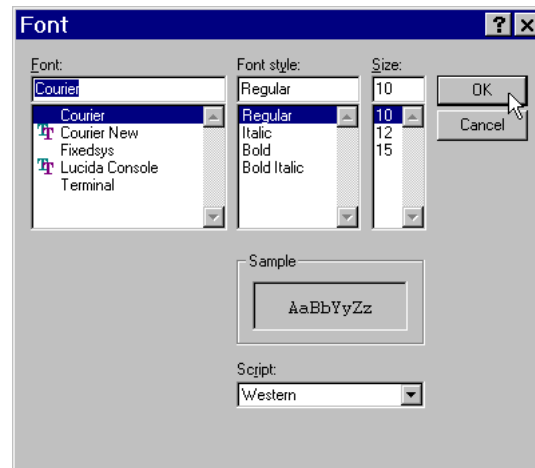 Font
Font: Font style: Size:
Courier Regular 10
Courier Regular 10
Courier New Italic 12
Fixedsys Bold 15
Lucida Console Bold Italic
Terminal
OK
Cancel
Sample
AaBbYyZz
Script:
Western